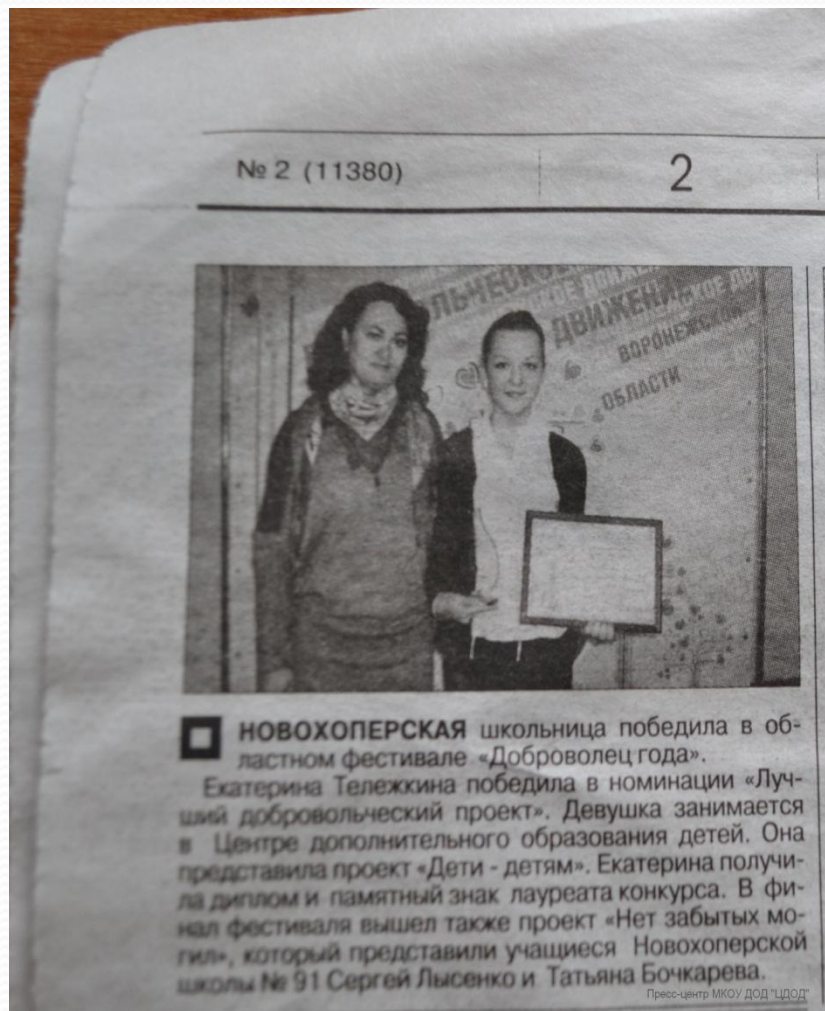 № 2 (11380)
2
ЛЬЧЕСКОЕ
ДВИЖЕНИЕ
ВОРОНЕЖСКОЙ
ОБЛАСТИ
НОВОХОПЕРСКАЯ школьница победила в об-
ластном фестивале «Доброволец года».
Екатерина Тележкина победила в номинации «Луч-
ший добровольческий проект». Девушка занимается
в Центре дополнительного образования детей. Она
представила проект «Дети - детям». Екатерина получи-
ла диплом и памятный знак лауреата конкурса. В фи-
нал фестиваля вышел также проект «Нет забытых мо-
гил», который представили учащиеся Новохоперской
школы № 91 Сергей Лысенко и Татьяна Бочкарева.
Пресс-центр МКОУ ДОД "ЦДОД"